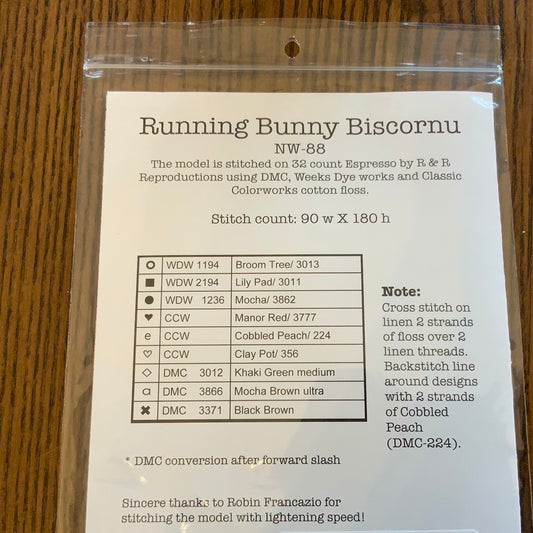 Running Bunny Biscornu
NW-88
The model is stitched on 32 count Espresso by R & R
Reproductions using DMC, Weeks Dye works and Classic
Colorworks cotton floss.
Stitch count: 90 w X 180 h
WDW 1194 Broom Tree/ 3013
WDW 2194 Lily Pad/ 3011
WDW 1236 Mocha/ 3862
CCW Manor Red/ 3777
e CCW Cobbled Peach/ 224
CCW Clay Pot/ 356
DMC 3012 Khaki Green medium
a DMC 3866 Mocha Brown ultra
DMC 3371 Black Brown
Note:
Cross stitch on
linen 2 strands
of floss over 2
linen threads.
Backstitch line
around designs
with 2 strands
of Cobbled
Peach
(DMC-224).
* DMC conversion after forward slash
Sincere thanks to Robin Francazio for
stitching the model with lightening speed!